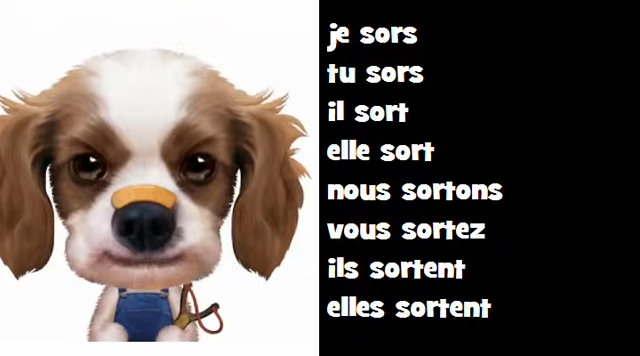 je sors
tu sors
il sort
elle sort
nous sortons
vous sortez
ils sortent
elles sortent